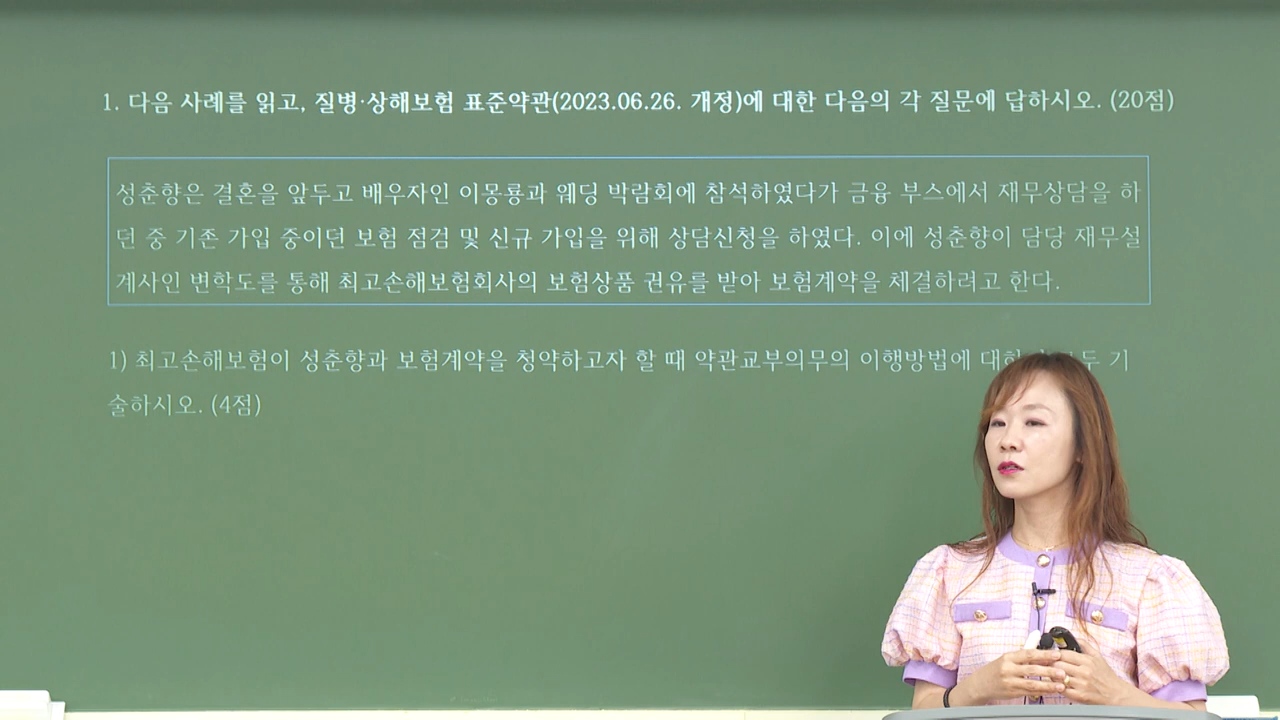 1. 다음 사례를 읽고, 질병·상해보험 표준약관(2023.06.26. 개정)에 대한 다음의 각 질문에 답하시오. (20점)
성춘향은 결혼을 앞두고 배우자인 이몽룡과 웨딩 박람회에 참석하였다가 금융 부스에서 재무상담을 하
던 중 기존 가입 중이던 보험 점검 및 신규 가입을 위해 상담신청을 하였다. 이에 성춘향이 담당 재무설
계사인 변학도를 통해 최고손해보험회사의 보험상품 권유를 받아 보험계약을 체결하려고 한다.
1) 최고손해보험이 성춘향과 보험계약을 청약하고자 할 때 약관교부의무의 이행방법에 기
술하시오. (4점)